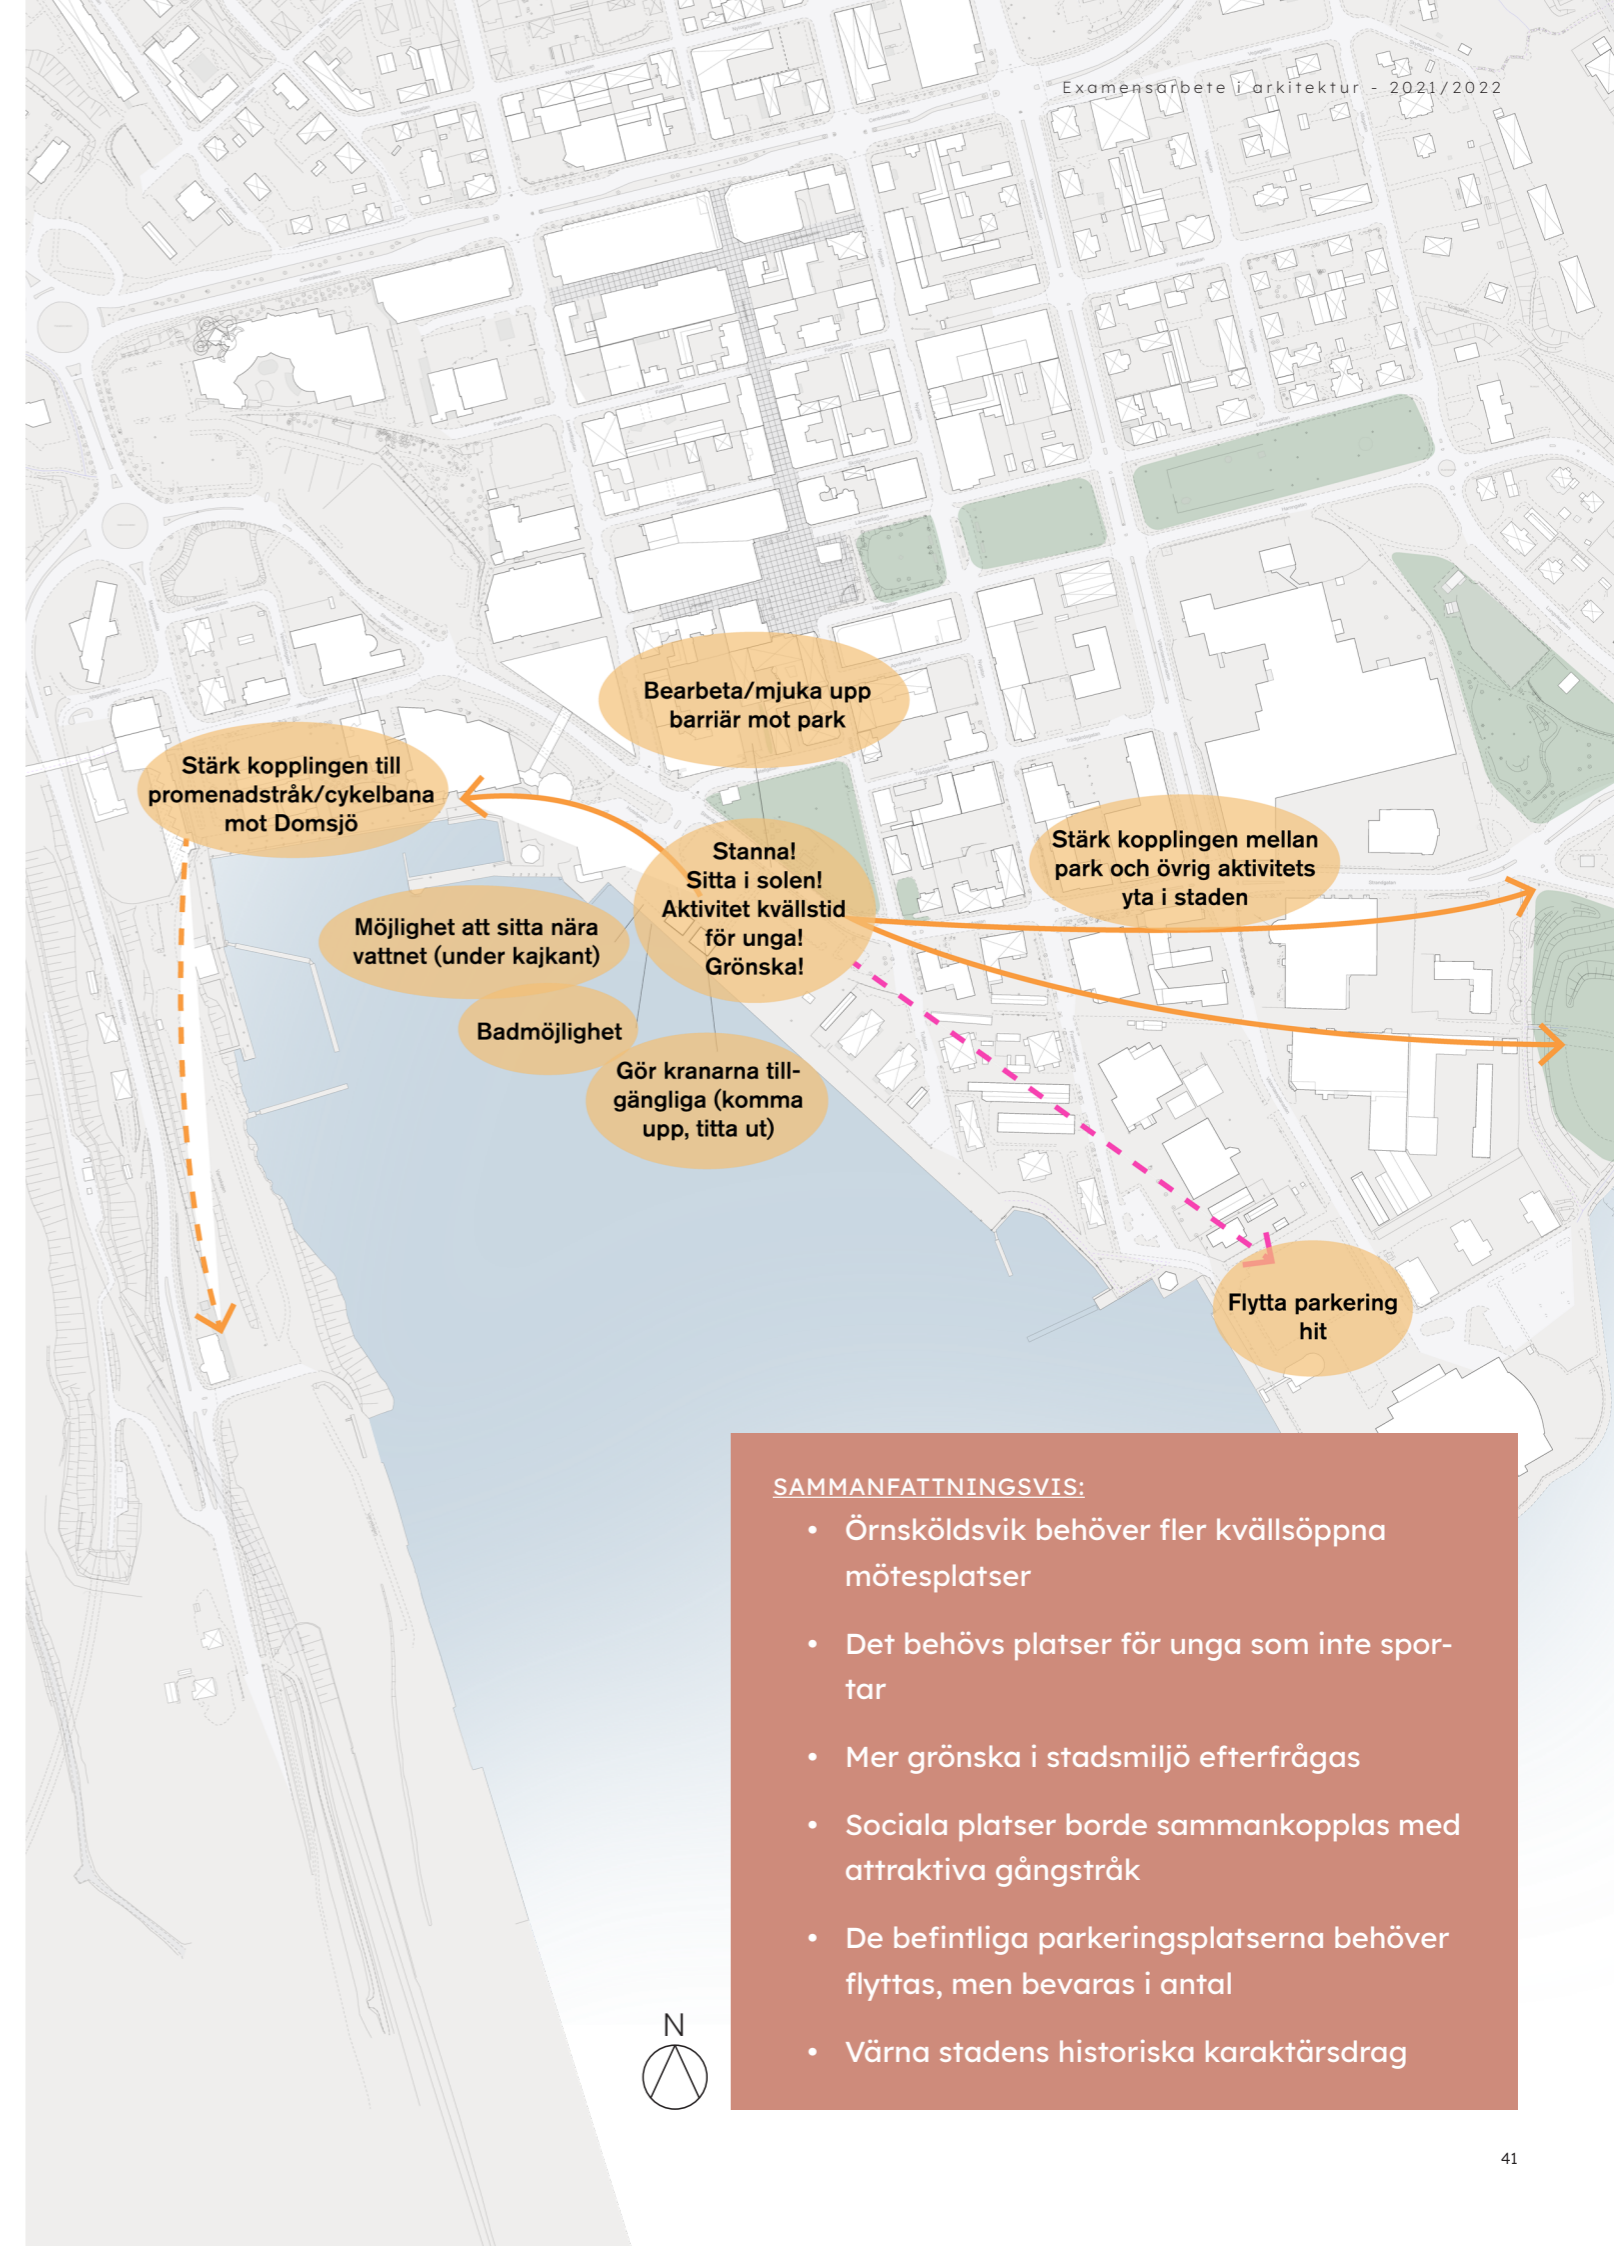 Examensarbete i arkitektur - 2021/2022
Bearbeta/mjuka upp
barriär mot park
Stärk kopplingen till
promenadstråk/cykelbana
mot Domsjö
Stanna!
Sitta i solen!
Aktivitet kvällstid
för unga!
Grönska!
Stärk kopplingen mellan
park och övrig aktivitets
yta i staden
Möjlighet att sitta nära
vattnet (under kajkant)
Badmöjlighet
Gör kranarna till-
gängliga (komma
upp, titta ut)
Flytta parkering
hit
SAMMANFATTNINGSVIS:
• Örnsköldsvik behöver fler kvällsöppna
mötesplatser
• Det behövs platser för unga som inte spor-
tar
• Mer grönska i stadsmiljö efterfrågas
• Sociala platser borde sammankopplas med
attraktiva gångstråk
• De befintliga parkeringsplatserna behöver
flyttas, men bevaras i antal
• Värna stadens historiska karaktärsdrag
N
41